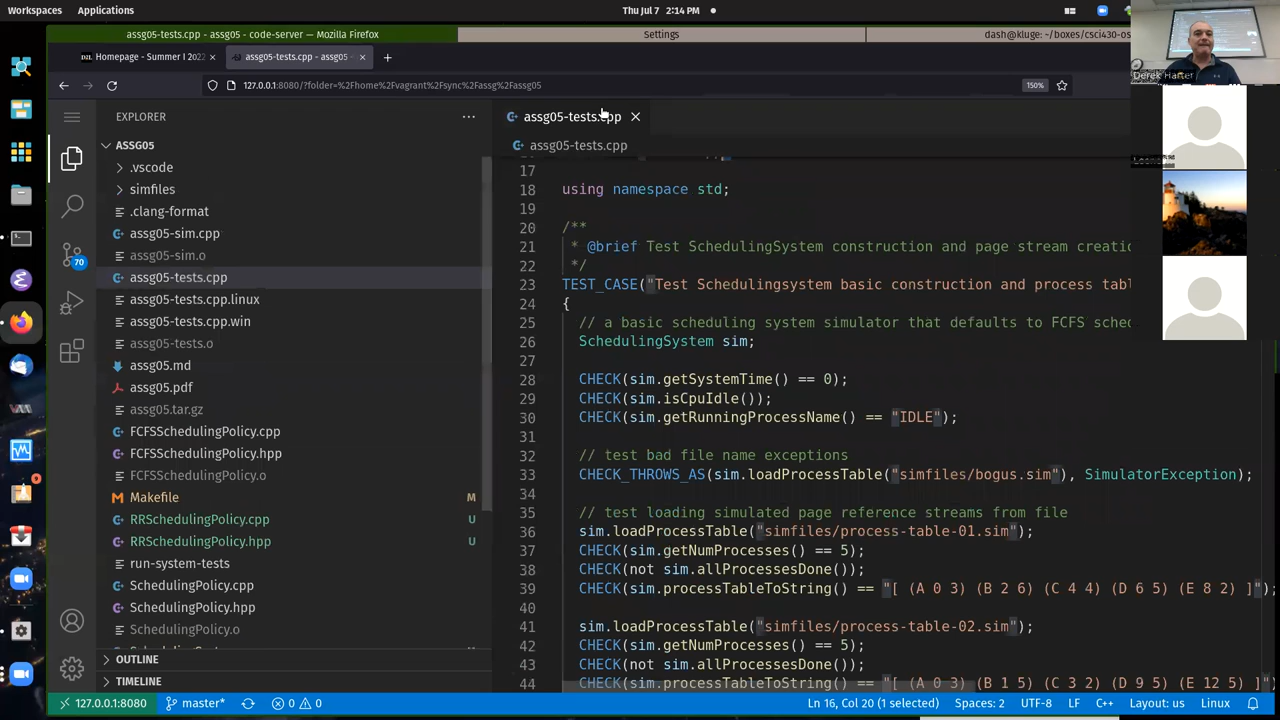 Workspaces Applications Thu Jul 7 2:14 PM
assg05-tests.cpp - assg05 - code-server — Mozilla Firefox Settings dash@kluge: ~/boxes/csci430-os
Homepage - Summer I 2022 assg05-tests.cpp - assg05
127.0.0.1:8080/?folder=%2Fhome%2Fvagrant%2Fsync%2Fassg%2Fassg05 150%
Derek Harter
EXPLORER
ASSG05
.vscode
simfiles
.clang-format
assg05-sim.cpp
assg05-sim.o
assg05-tests.cpp
assg05-tests.cpp.linux
assg05-tests.cpp.win
assg05-tests.o
assg05.md
assg05.pdf
assg05.tar.gz
FCFSSchedulingPolicy.cpp
FCFSSchedulingPolicy.hpp
FCFSSchedulingPolicy.o
Makefile M
RRSchedulingPolicy.cpp U
RRSchedulingPolicy.hpp U
run-system-tests
SchedulingPolicy.cpp
SchedulingPolicy.hpp
SchedulingPolicy.o
OUTLINE
TIMELINE
70
9
assg05-tests.cpp
assg05-tests.cpp
17
18 using namespace std;
19
20 /**
21  * @brief Test SchedulingSystem construction and page stream creatio
22  */
23 TEST_CASE("Test Schedulingsystem basic construction and process tabl
24 {
25   // a basic scheduling system simulator that defaults to FCFS sched
26   SchedulingSystem sim;
27
28   CHECK(sim.getSystemTime() == 0);
29   CHECK(sim.isCpuIdle());
30   CHECK(sim.getRunningProcessName() == "IDLE");
31
32   // test bad file name exceptions
33   CHECK_THROWS_AS(sim.loadProcessTable("simfiles/bogus.sim"), SimulatorException);
34
35   // test loading simulated page reference streams from file
36   sim.loadProcessTable("simfiles/process-table-01.sim");
37   CHECK(sim.getNumProcesses() == 5);
38   CHECK(not sim.allProcessesDone());
39   CHECK(sim.processTableToString() == "[ (A 0 3) (B 2 6) (C 4 4) (D 6 5) (E 8 2) ]");
40
41   sim.loadProcessTable("simfiles/process-table-02.sim");
42   CHECK(sim.getNumProcesses() == 5);
43   CHECK(not sim.allProcessesDone());
44   CHECK(sim.processTableToString() == "[ (A 0 3) (B 1 5) (C 3 2) (D 9 5) (E 12 5) ]"
127.0.0.1:8080 master* 0 0 Ln 16, Col 20 (1 selected) Spaces: 2 UTF-8 LF C++ Layout: us Linux